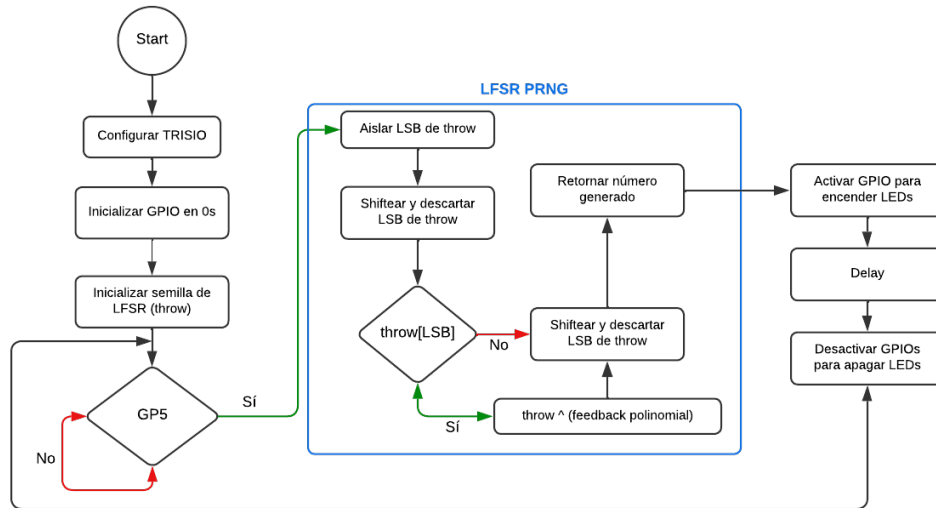 Start
Configurar TRISIO
Inicializar GPIO en 0s
Inicializar semilla de
LFSR (throw)
GP5
No
Sí
LFSR PRNG
Aislar LSB de throw
Shiftear y descartar
LSB de throw
throw[LSB]
No
Sí
throw ^ (feedback polinomial)
Shiftear y descartar
LSB de throw
Retornar número
generado
Activar GPIO para
encender LEDs
Delay
Desactivar GPIOs
para apagar LEDs